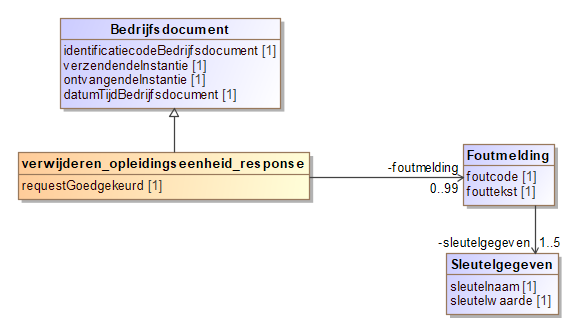 Bedrijfsdocument
identificatiecodeBedrijfsdocument [1]
verzendendeInstantie [1]
ontvangendeInstantie [1]
datumTijdBedrijfsdocument [1]
verwijderen_opleidingseenheid_response
requestGoedgekeurd [1]
-foutmelding
0..99
Foutmelding
foutcode [1]
fouttekst [1]
-sleutelgegeven 1..5
Sleutelgegeven
sleutelnaam [1]
sleutelwaarde [1]